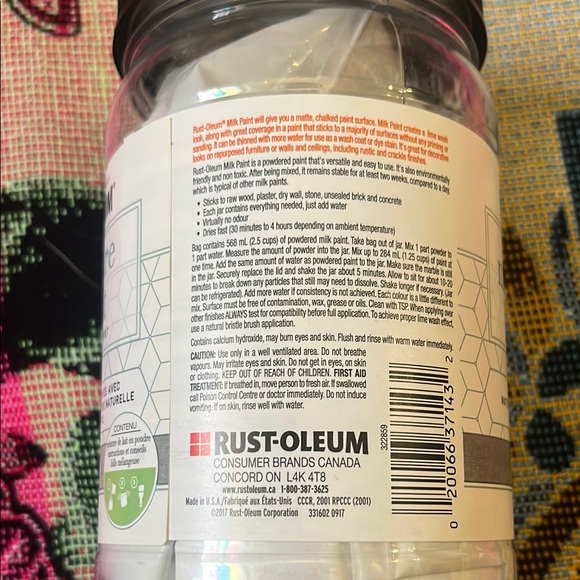 Rust-Oleum® Milk Paint will give you a matte, chalked paint surface. Milk Paint creates a lime wash
look, along with great coverage in a paint that sticks to a majority of surfaces without any priming or
sanding. It can be thinned with more water for use as a wash coat or dye stain. It's great for decorative
looks on repurposed furniture or walls and ceilings, including rustic and crackle finishes.
Rust-Oleum Milk Paint is a powdered paint that's versatile and easy to use. It's also environmentally
friendly and non toxic. After being mixed, it remains stable for at least two weeks, compared to a day,
which is typical of other milk paints.
• Sticks to raw wood, plaster, dry wall, stone, unsealed brick and concrete
• Each jar contains everything needed, just add water
• Virtually no odour
• Dries fast (30 minutes to 4 hours depending on ambient temperature)
Bag contains 568 mL (2.5 cups) of powdered milk paint. Take bag out of jar. Mix 1 part powder to
1 part water. Measure the amount of powder into the jar. Mix up to 284 mL (1.25 cups) of paint at
one time. Add the same amount of water as powdered paint to the jar. Make sure the marble is still
in the jar. Securely replace the lid and shake the jar about 5 minutes. Allow to sit for about 10-20
minutes to break down any particles that still may need to dissolve. Shake longer if necessary (Jar
can be refrigerated). Add more water if consistency is not achieved. Each colour is a little different to
mix. Surface must be free of contamination, wax, grease or oils. Clean with TSP. When applying over
other finishes ALWAYS test for compatibility before full application. To achieve proper lime wash effect,
use a natural bristle brush application.
Contains calcium hydroxide, may burn eyes and skin. Flush and rinse with warm water immediately.
CAUTION: Use only in a well ventilated area. Do not breathe
vapours. May irritate eyes and skin. Do not get in eyes, on skin
or clothing. KEEP OUT OF REACH OF CHILDREN. FIRST AID
TREATMENT: If breathed in, move person to fresh air. If swallowed
call Poison Control Centre or doctor immediately. Do not induce
vomiting. If on skin, rinse well with water.
RUST-OLEUM
CONSUMER BRANDS CANADA
CONCORD ON L4K 4T8
www.rustoleum.ca 1-800-387-3625
Made in U.S.A./Fabriqué aux États-Unis CCCR, 2001 RPCCC (2001)
©2017 Rust-Oleum Corporation 331602 0917
322859
0 20066 37143 2
AVEC
NATURELLE
CONTENU
de lait en poudre
instructions et conseils
bille mélangeuse